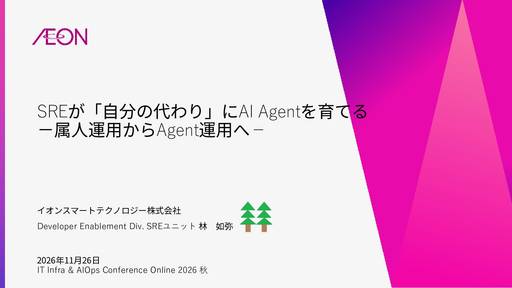 ÆON
SREが「自分の代わり」にAI Agentを育てる
－属人運用からAgent運用へ－
イオンスマートテクノロジー株式会社
Developer Enablement Div. SREユニット 林　如弥
2026年11月26日
IT Infra & AIOps Conference Online 2026 秋